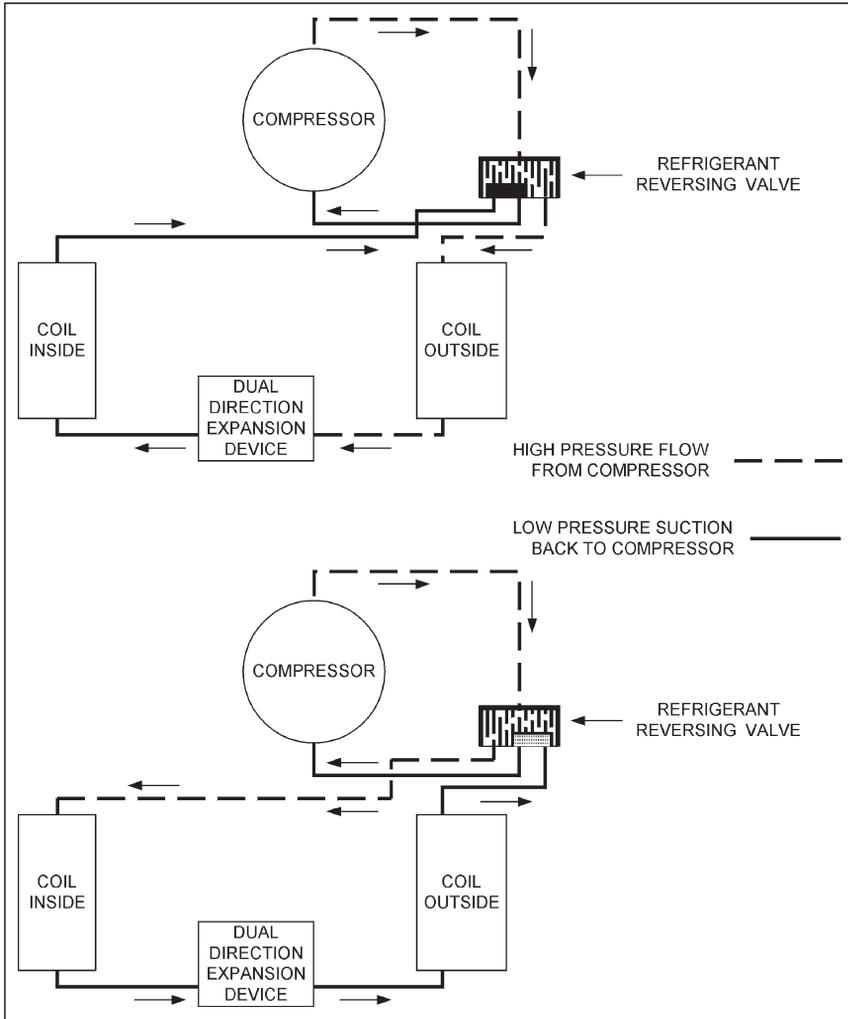 COMPRESSOR
REFRIGERANT
REVERSING VALVE
COIL
INSIDE
COIL
OUTSIDE
DUAL
DIRECTION
EXPANSION
DEVICE
HIGH PRESSURE FLOW
FROM COMPRESSOR
LOW PRESSURE SUCTION
BACK TO COMPRESSOR
COMPRESSOR
REFRIGERANT
REVERSING VALVE
COIL
INSIDE
COIL
OUTSIDE
DUAL
DIRECTION
EXPANSION
DEVICE